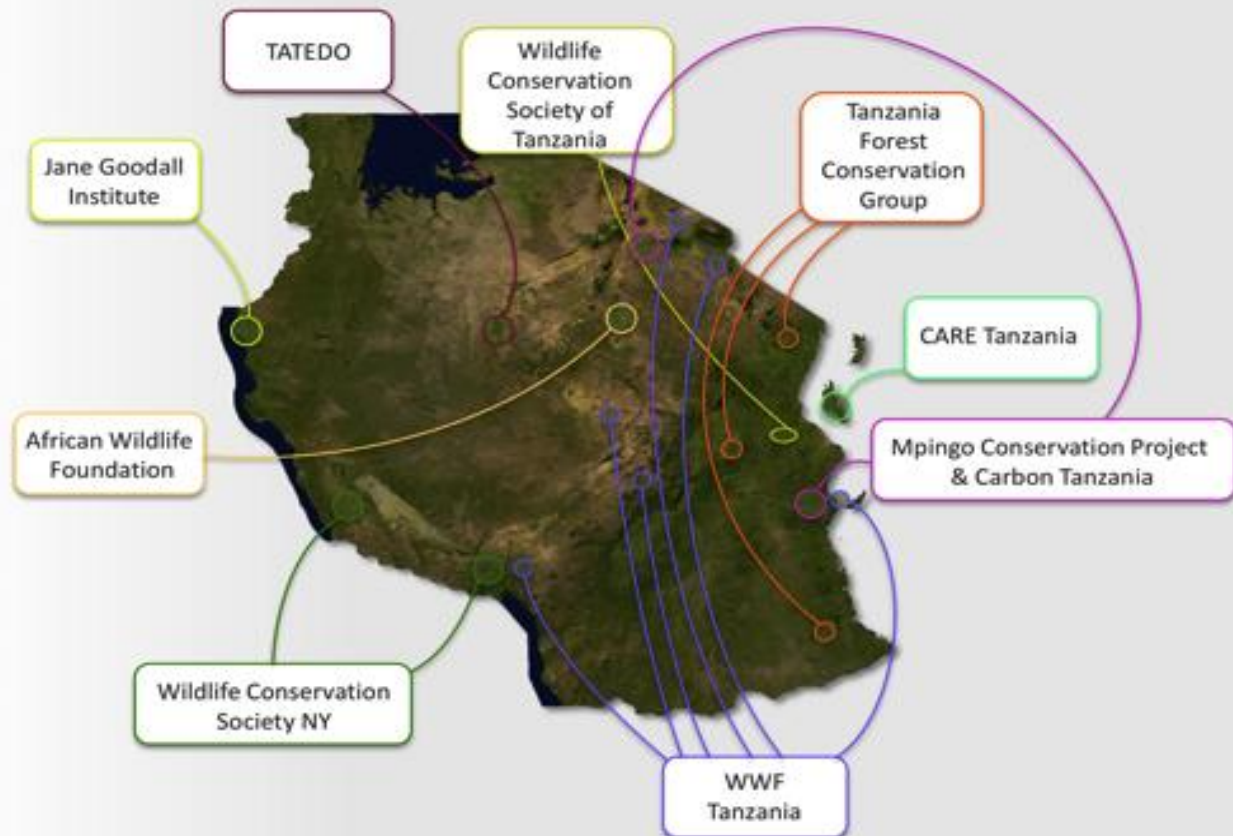 TATEDO
Wildlife
Conservation
Society of
Tanzania
Tanzania
Forest
Conservation
Group
Jane Goodall
Institute
CARE Tanzania
African Wildlife
Foundation
Mpingo Conservation Project
& Carbon Tanzania
Wildlife Conservation
Society NY
WWF
Tanzania